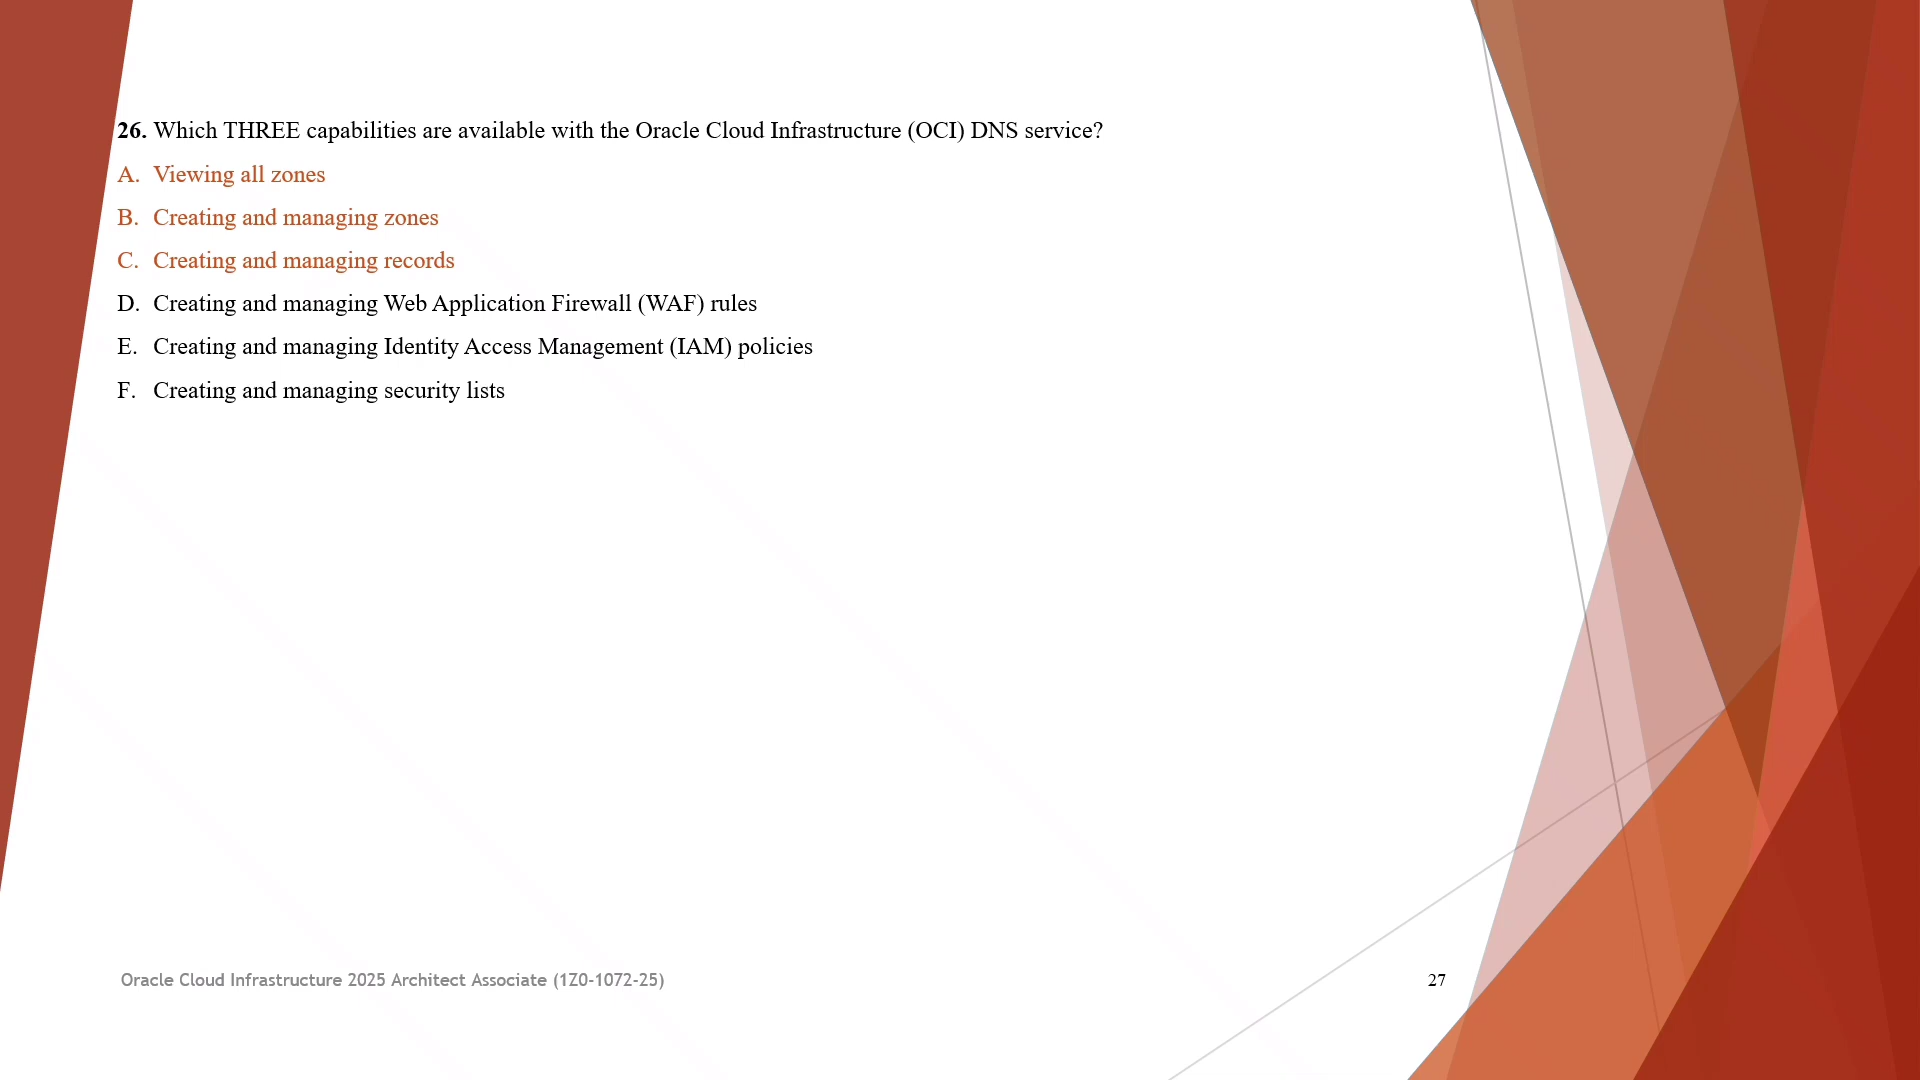 26. Which THREE capabilities are available with the Oracle Cloud Infrastructure (OCI) DNS service?
A. Viewing all zones
B. Creating and managing zones
C. Creating and managing records
D. Creating and managing Web Application Firewall (WAF) rules
E. Creating and managing Identity Access Management (IAM) policies
F. Creating and managing security lists
Oracle Cloud Infrastructure 2025 Architect Associate (1Z0-1072-25)
27